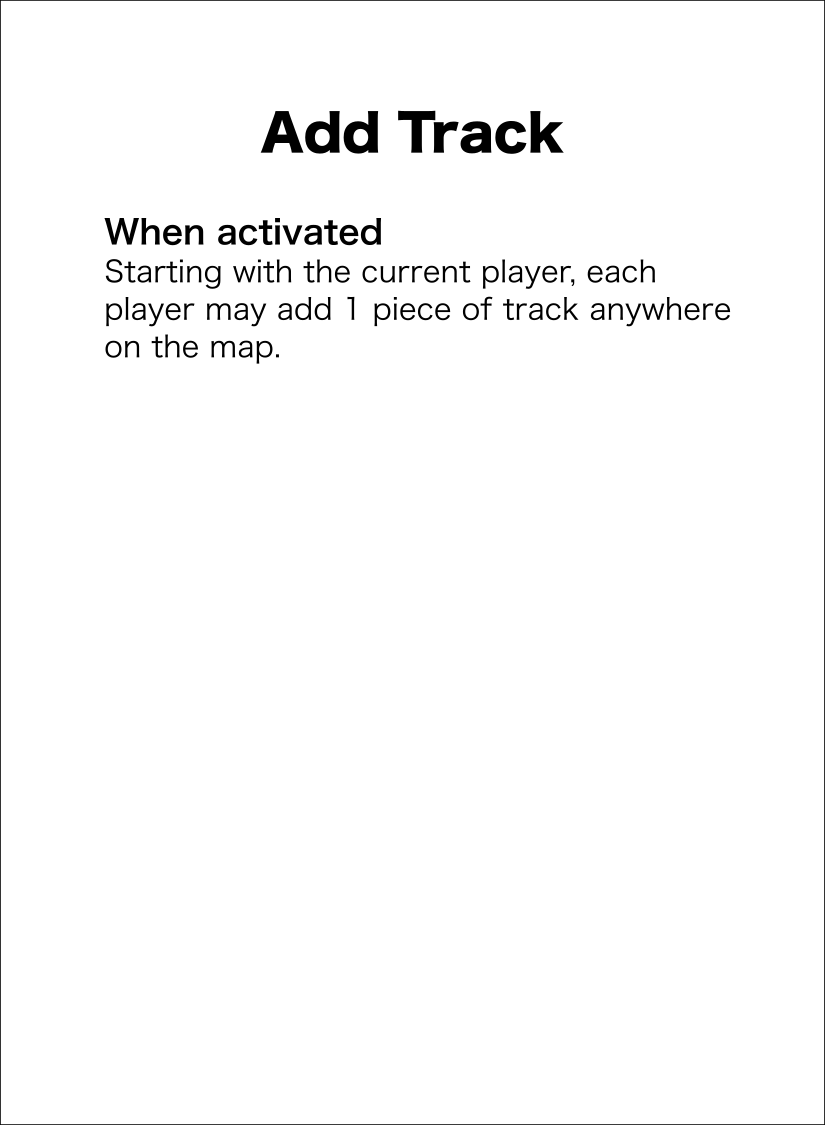 Add Track
When activated
Starting with the current player, each
player may add 1 piece of track anywhere
on the map.